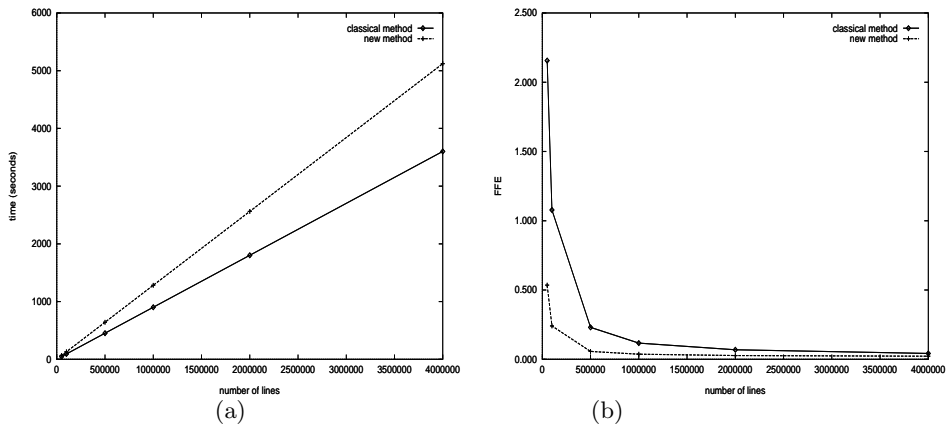 6000
5000
4000
3000
2000
1000
0
time (seconds)
classical method
new method
0 500000 1000000 1500000 2000000 2500000 3000000 3500000 4000000
number of lines
(a)
2.500
2.000
1.500
1.000
0.500
0.000
FFE
classical method
new method
0 500000 1000000 1500000 2000000 2500000 3000000 3500000 4000000
number of lines
(b)